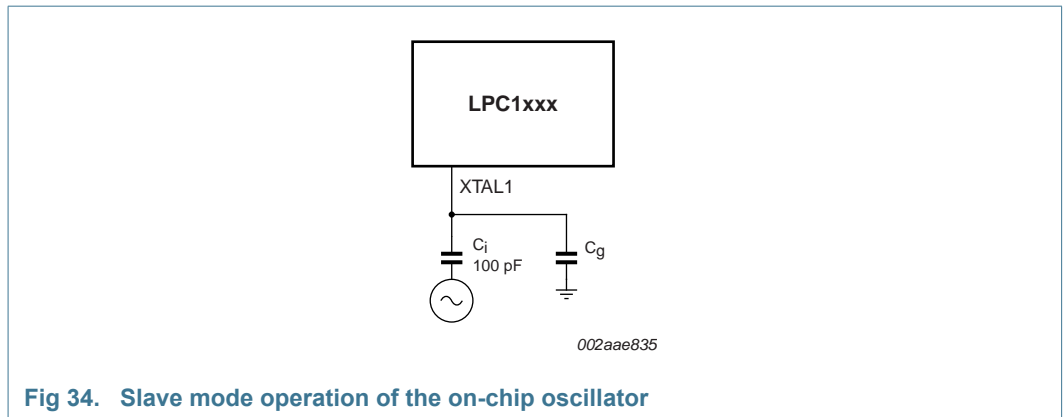 LPC1xxx
XTAL1
Ci
100 pF
Cg
002aae835
Fig 34. Slave mode operation of the on-chip oscillator